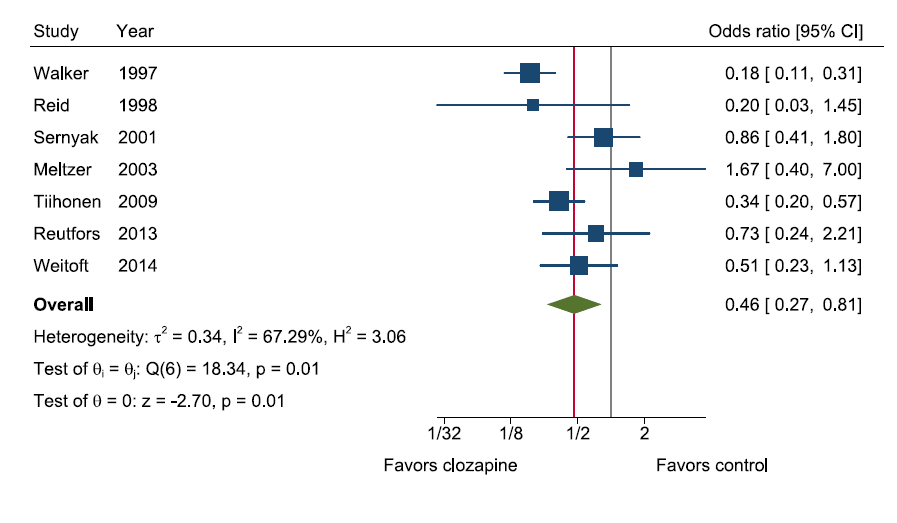 Study Year Odds ratio [95% CI]
Walker 1997 0.18 [ 0.11, 0.31]
Reid 1998 0.20 [ 0.03, 1.45]
Sernyak 2001 0.86 [ 0.41, 1.80]
Meltzer 2003 1.67 [ 0.40, 7.00]
Tiihonen 2009 0.34 [ 0.20, 0.57]
Reutfors 2013 0.73 [ 0.24, 2.21]
Weitoft 2014 0.51 [ 0.23, 1.13]
Overall 0.46 [ 0.27, 0.81]
Heterogeneity: τ² = 0.34, I² = 67.29%, H² = 3.06
Test of θᵢ = θⱼ: Q(6) = 18.34, p = 0.01
Test of θ = 0: z = -2.70, p = 0.01
1/32 1/8 1/2 2
Favors clozapine Favors control